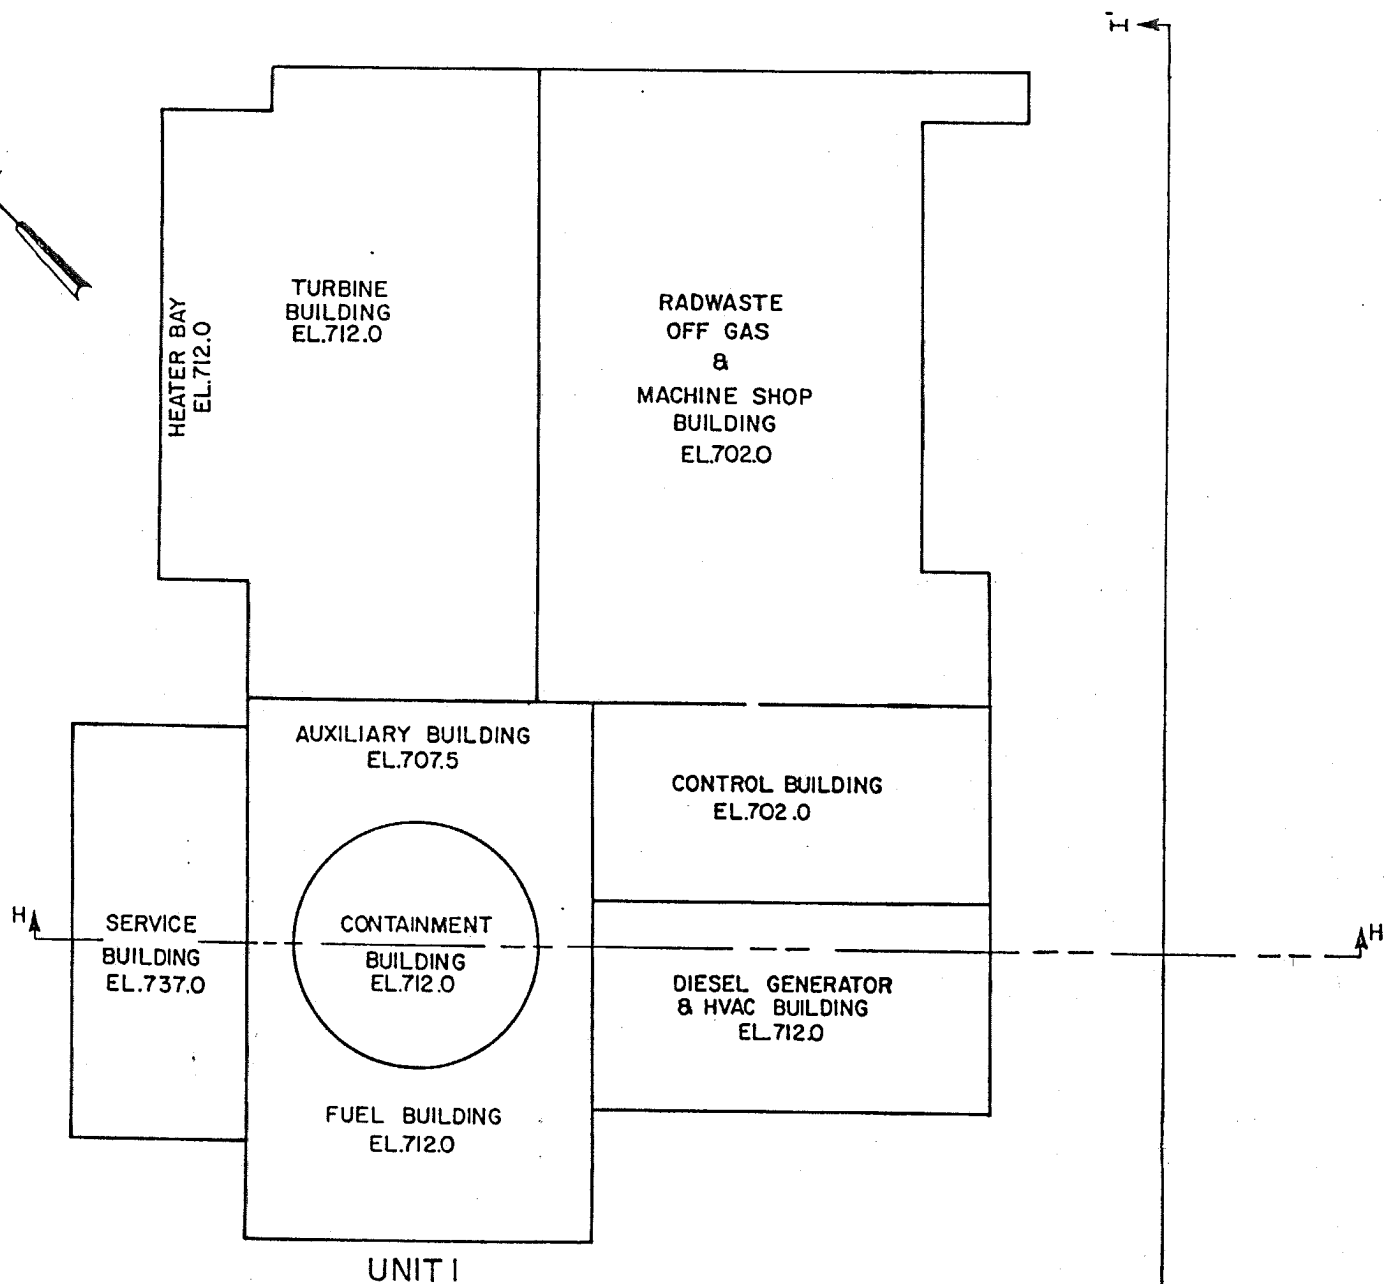 H
TURBINE
BUILDING
EL.712.0
HEATER BAY
EL.712.0
RADWASTE
OFF GAS
&
MACHINE SHOP
BUILDING
EL.702.0
AUXILIARY BUILDING
EL.707.5
CONTROL BUILDING
EL.702.0
H
SERVICE
BUILDING
EL.737.0
CONTAINMENT
BUILDING
EL.712.0
DIESEL GENERATOR
& HVAC BUILDING
EL.712.0
H
FUEL BUILDING
EL.712.0
UNIT I